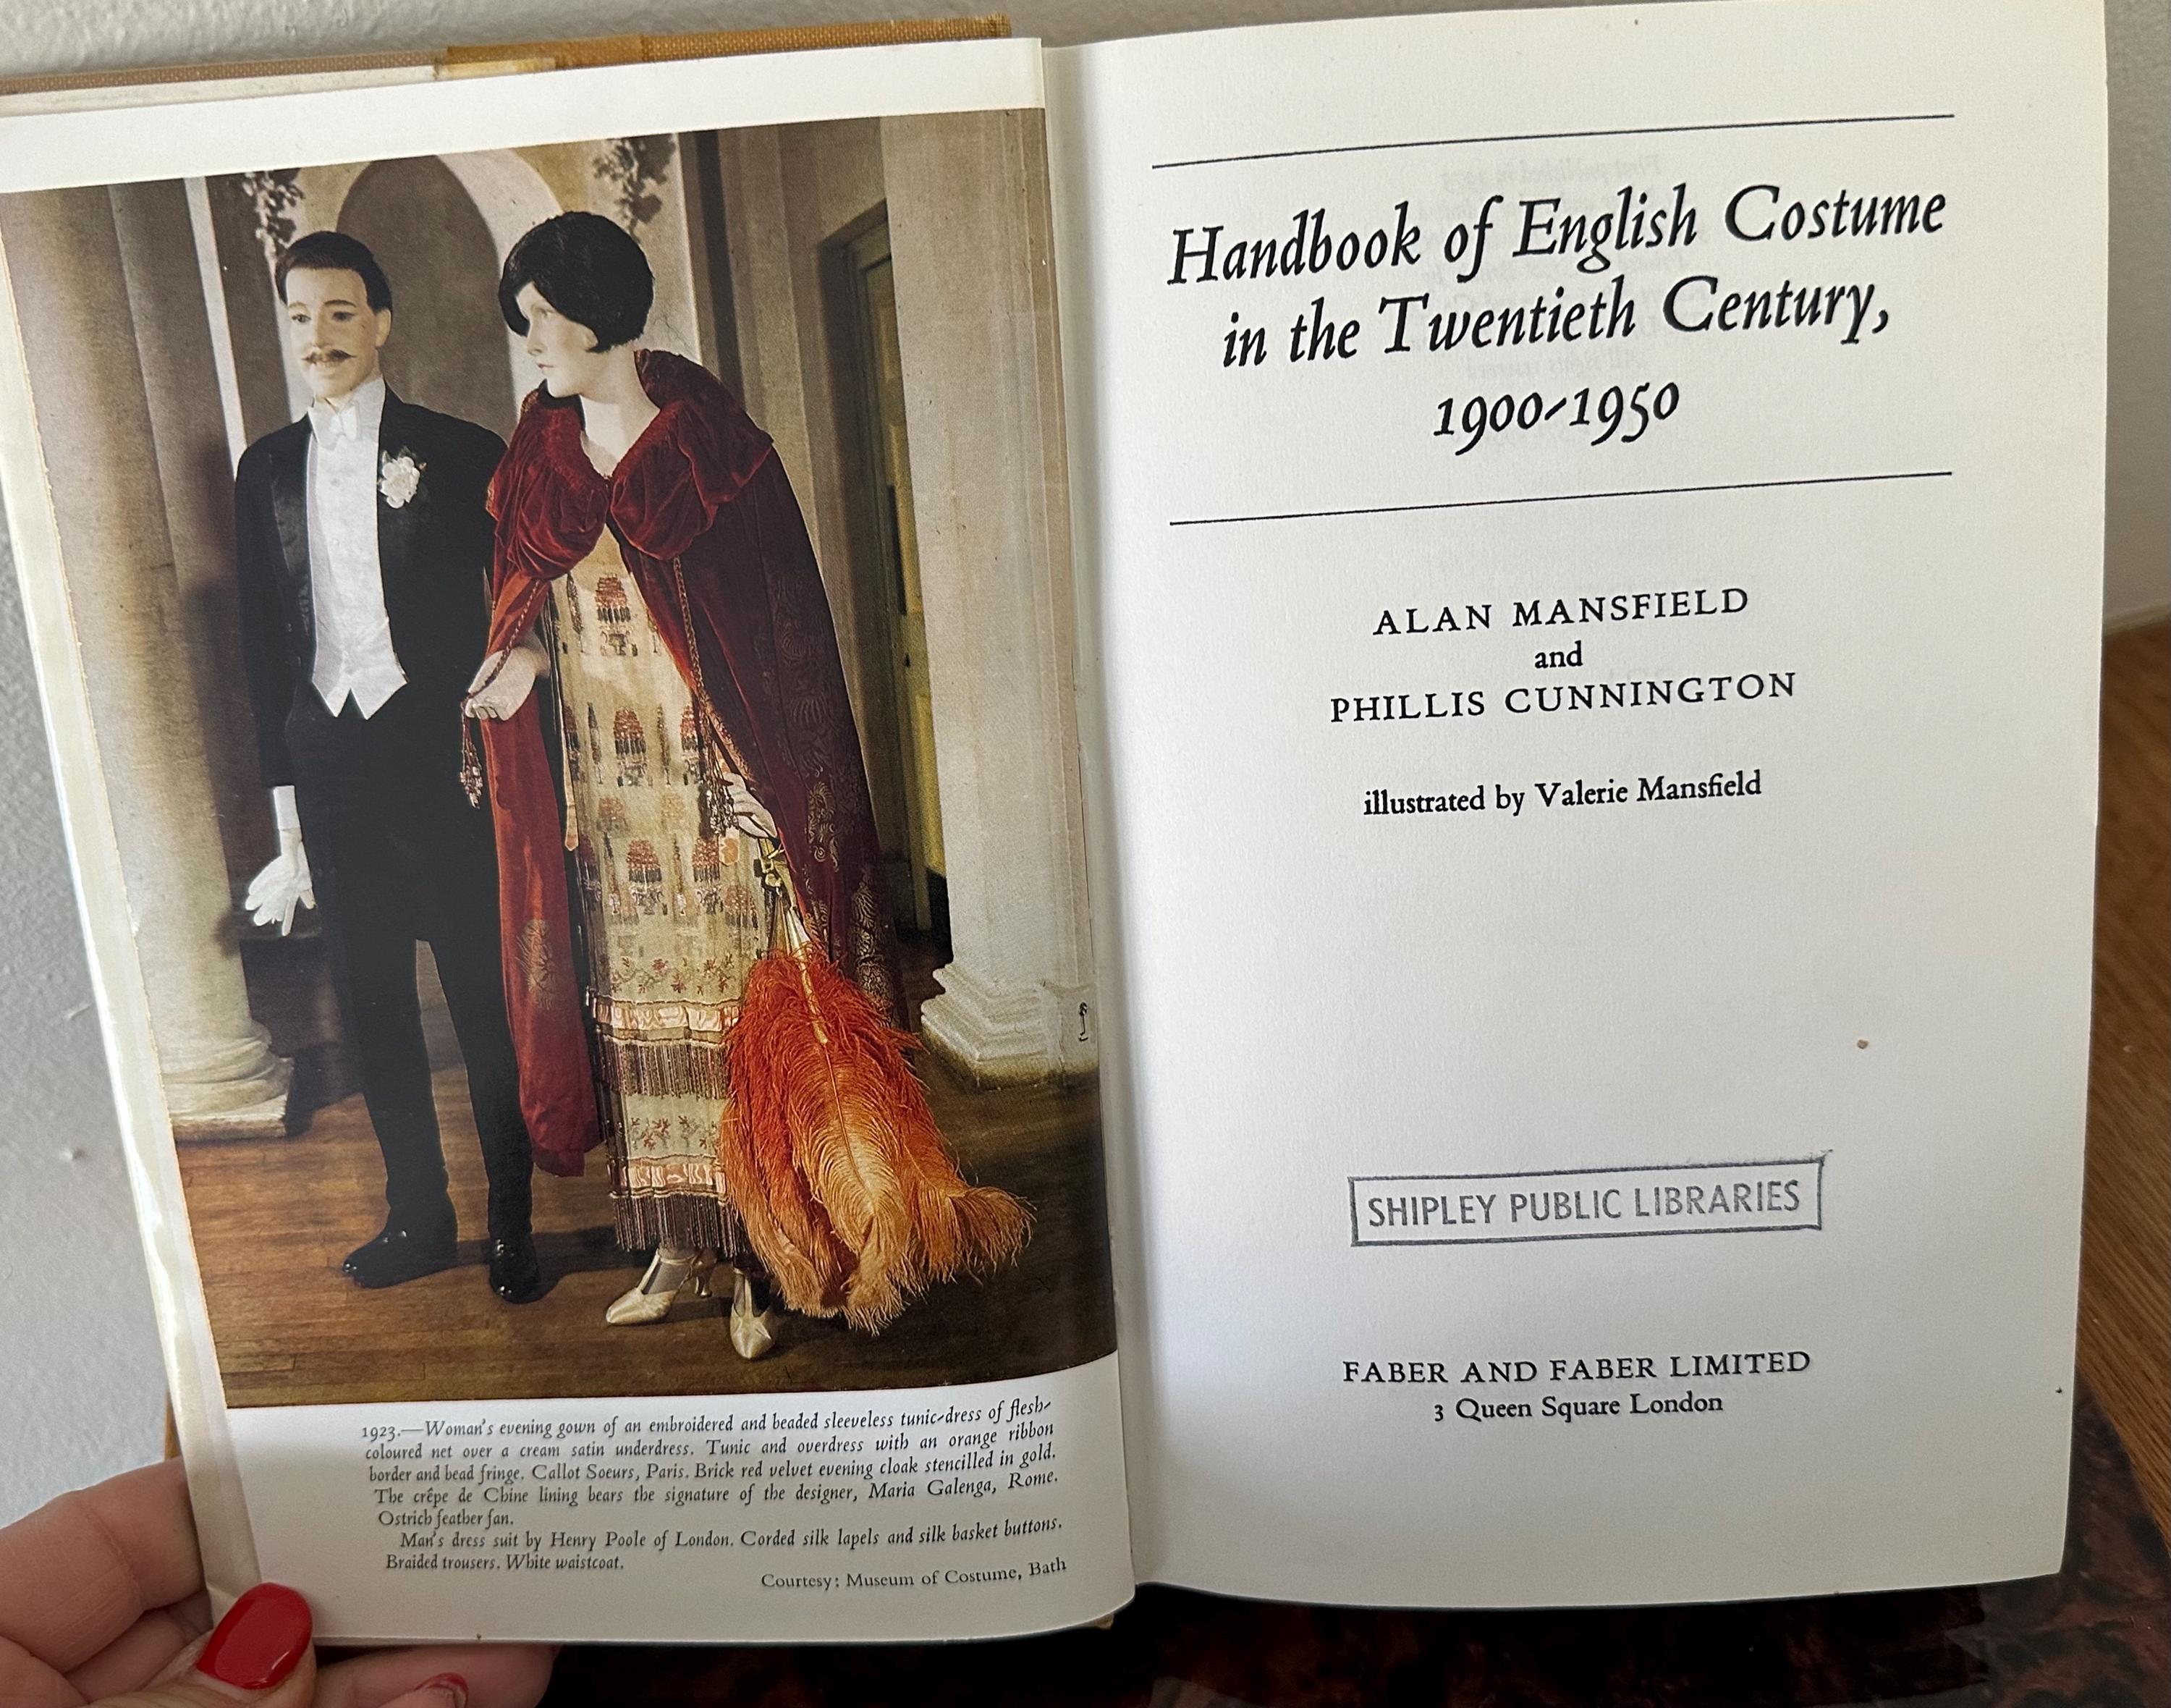 1923.—Woman's evening gown of an embroidered and beaded sleeveless tunic-dress of flesh-
coloured net over a cream satin underdress. Tunic and overdress with an orange ribbon
border and bead fringe. Callot Soeurs, Paris. Brick red velvet evening cloak stencilled in gold.
The crêpe de Chine lining bears the signature of the designer, Maria Galenga, Rome.
Ostrich feather fan.
Man's dress suit by Henry Poole of London. Corded silk lapels and silk basket buttons.
Braided trousers. White waistcoat.
Courtesy: Museum of Costume, Bath
Handbook of English Costume
in the Twentieth Century,
1900-1950
ALAN MANSFIELD
and
PHILLIS CUNNINGTON
illustrated by Valerie Mansfield
SHIPLEY PUBLIC LIBRARIES
FABER AND FABER LIMITED
3 Queen Square London